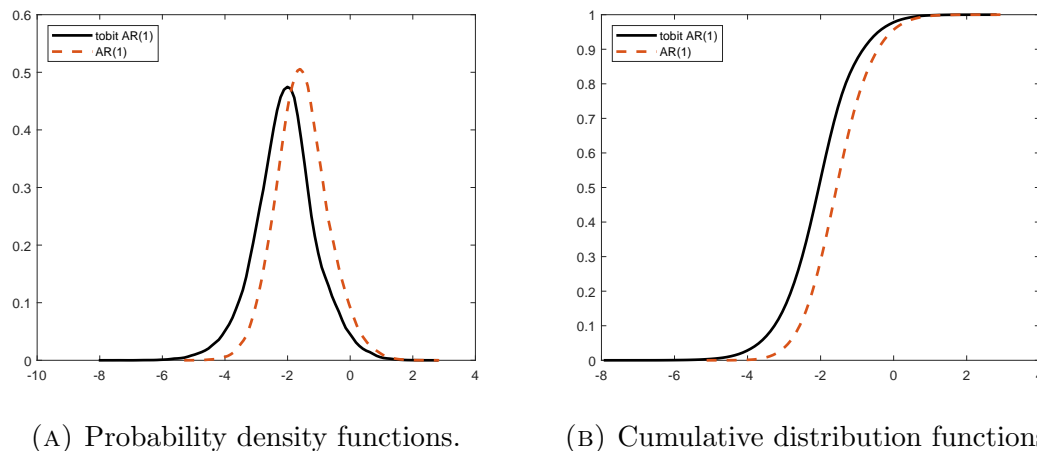 0.6
0.5
0.4
0.3
0.2
0.1
0
-10 -8 -6 -4 -2 0 2 4
tobit AR(1)
AR(1)
1
0.9
0.8
0.7
0.6
0.5
0.4
0.3
0.2
0.1
0
-8 -6 -4 -2 0 2 4
tobit AR(1)
AR(1)
(A) Probability density functions.
(B) Cumulative distribution functions